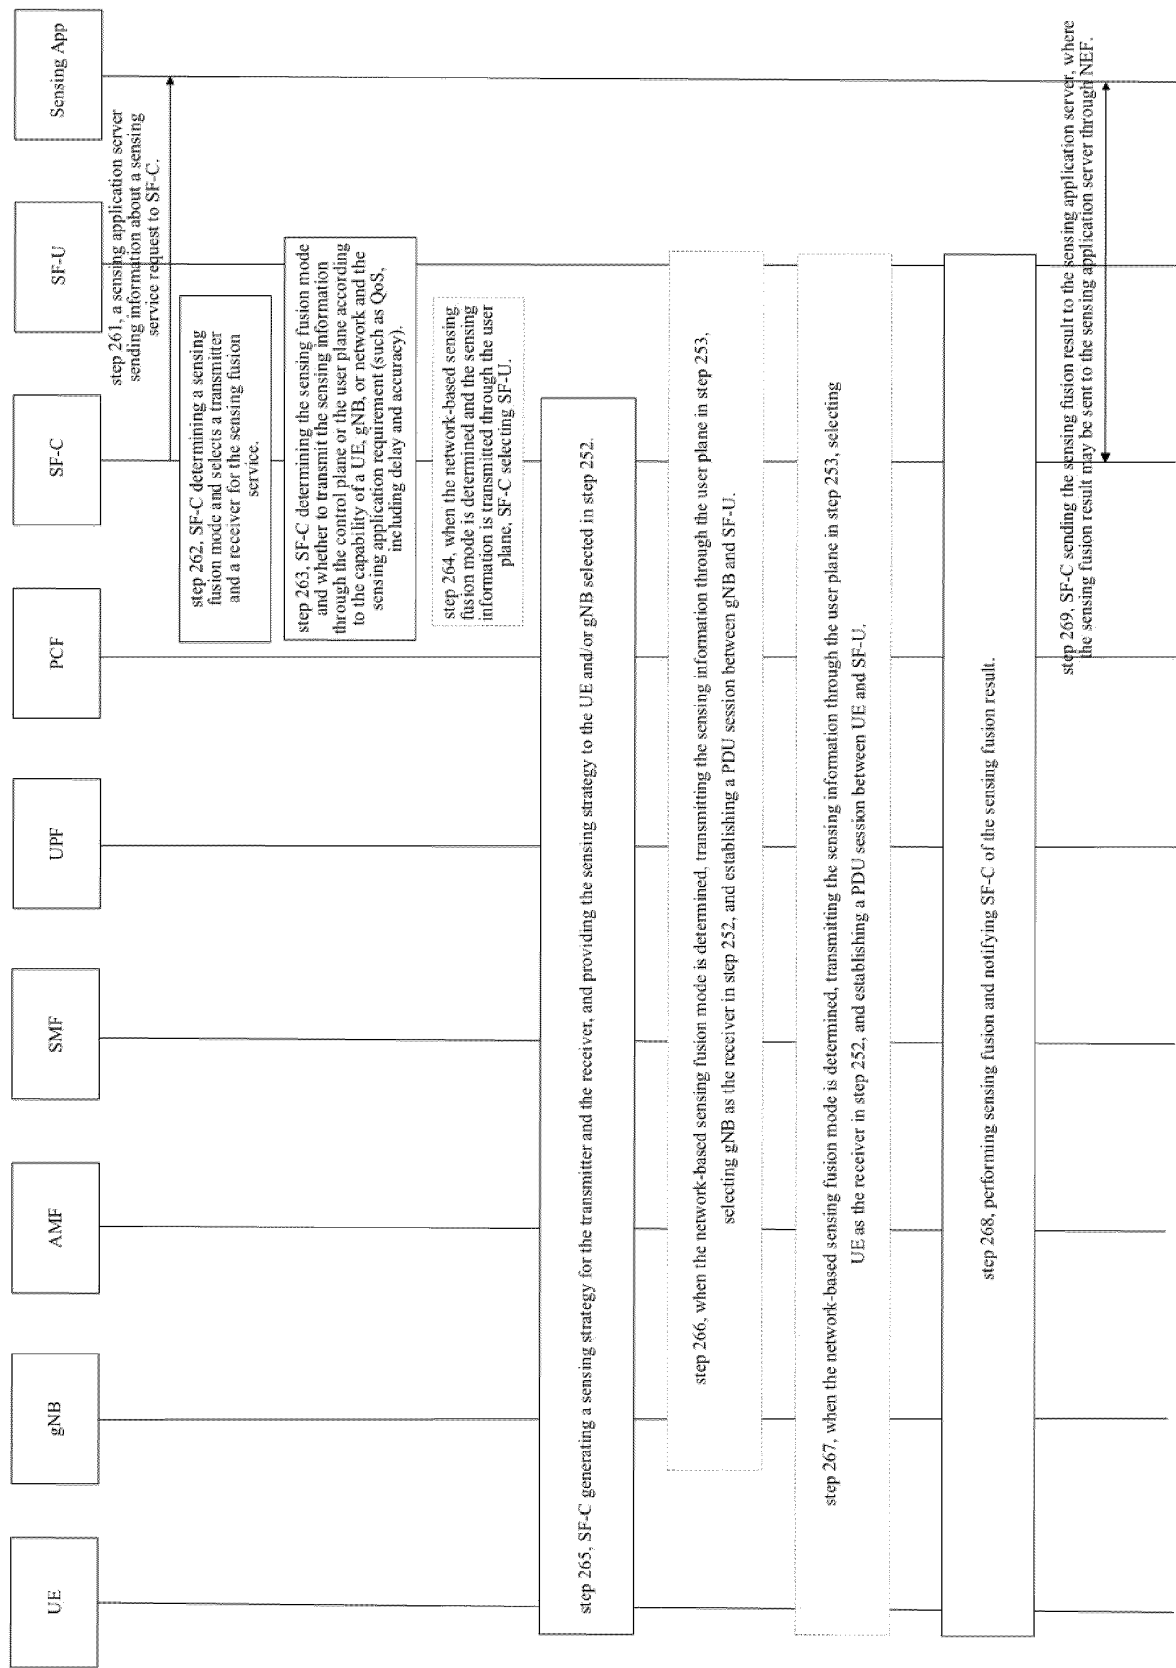 UE
gNB
AMF
SMF
UPF
PCF
SF-C
SF-U
Sensing App
step 261, a sensing application server
sending information about a sensing
service request to SF-C.
step 262, SF-C determining a sensing
fusion mode and selects a transmitter
and a receiver for the sensing fusion
service.
step 263, SF-C determining the sensing fusion mode
and whether to transmit the sensing information
through the control plane or the user plane according
to the capability of a UE, gNB, or network and the
sensing application requirement (such as QoS,
including delay and accuracy).
step 264, when the network-based sensing
fusion mode is determined and the sensing
information is transmitted through the user
plane, SF-C selecting SF-U.
step 265, SF-C generating a sensing strategy for the transmitter and the receiver, and providing the sensing strategy to the UE and/or gNB selected in step 252.
step 266, when the network-based sensing fusion mode is determined, transmitting the sensing information through the user plane in step 253,
selecting gNB as the receiver in step 252, and establishing a PDU session between gNB and SF-U.
step 267, when the network-based sensing fusion mode is determined, transmitting the sensing information through the user plane in step 253, selecting
UE as the receiver in step 252, and establishing a PDU session between UE and SF-U.
step 268, performing sensing fusion and notifying SF-C of the sensing fusion result.
step 269, SF-C sending the sensing fusion result to the sensing application server, where
the sensing fusion result may be sent to the sensing application server through NEF.